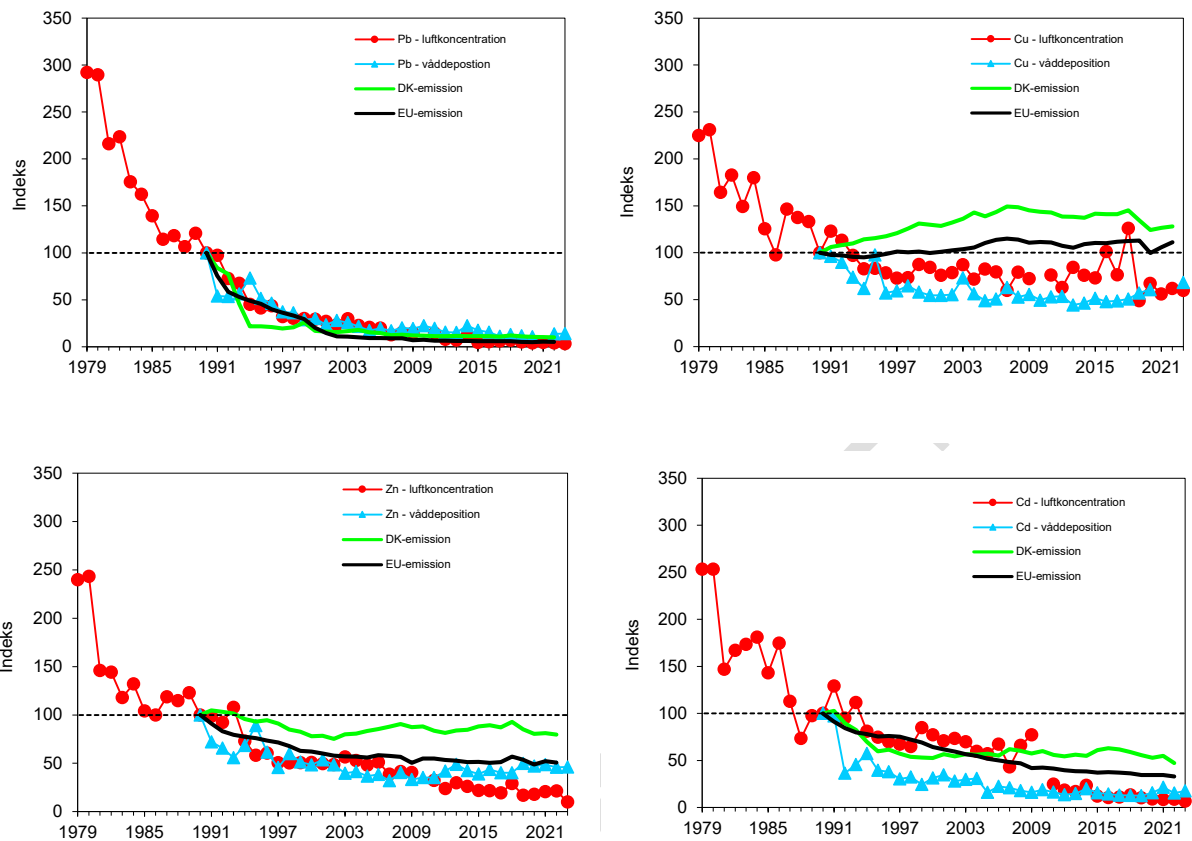 350
300
250
200
150
100
50
0
Indeks
1979 1985 1991 1997 2003 2009 2015 2021
Pb - luftkoncentration
Pb - våddepostion
DK-emission
EU-emission
350
300
250
200
150
100
50
0
Indeks
1979 1985 1991 1997 2003 2009 2015 2021
Cu - luftkoncentration
Cu - våddeposition
DK-emission
EU-emission
350
300
250
200
150
100
50
0
Indeks
1979 1985 1991 1997 2003 2009 2015 2021
Zn - luftkoncentration
Zn - våddeposition
DK-emission
EU-emission
350
300
250
200
150
100
50
0
Indeks
1979 1985 1991 1997 2003 2009 2015 2021
Cd - luftkoncentration
Cd - våddeposition
DK-emission
EU-emission